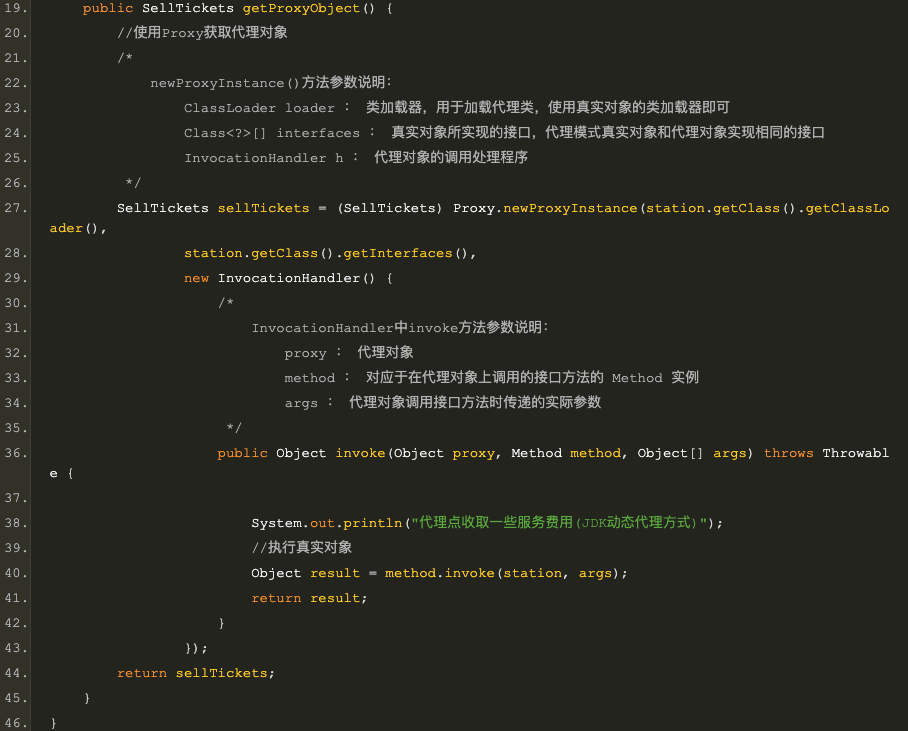 19.     public SellTickets getProxyObject() {
20.         //使用Proxy获取代理对象
21.         /*
22.             newProxyInstance()方法参数说明：
23.                 ClassLoader loader ： 类加载器，用于加载代理类，使用真实对象的类加载器即可
24.                 Class<?>[] interfaces ： 真实对象所实现的接口，代理模式真实对象和代理对象实现相同的接口
25.                 InvocationHandler h ： 代理对象的调用处理程序
26.          */
27.         SellTickets sellTickets = (SellTickets) Proxy.newProxyInstance(station.getClass().getClassLo
ader(),
28.                 station.getClass().getInterfaces(),
29.                 new InvocationHandler() {
30.                     /*
31.                         InvocationHandler中invoke方法参数说明：
32.                             proxy ： 代理对象
33.                             method ： 对应于在代理对象上调用的接口方法的 Method 实例
34.                             args ： 代理对象调用接口方法时传递的实际参数
35.                      */
36.                     public Object invoke(Object proxy, Method method, Object[] args) throws Throwabl
e {
37.
38.                         System.out.println("代理点收取一些服务费用(JDK动态代理方式)");
39.                         //执行真实对象
40.                         Object result = method.invoke(station, args);
41.                         return result;
42.                     }
43.                 });
44.         return sellTickets;
45.     }
46. }